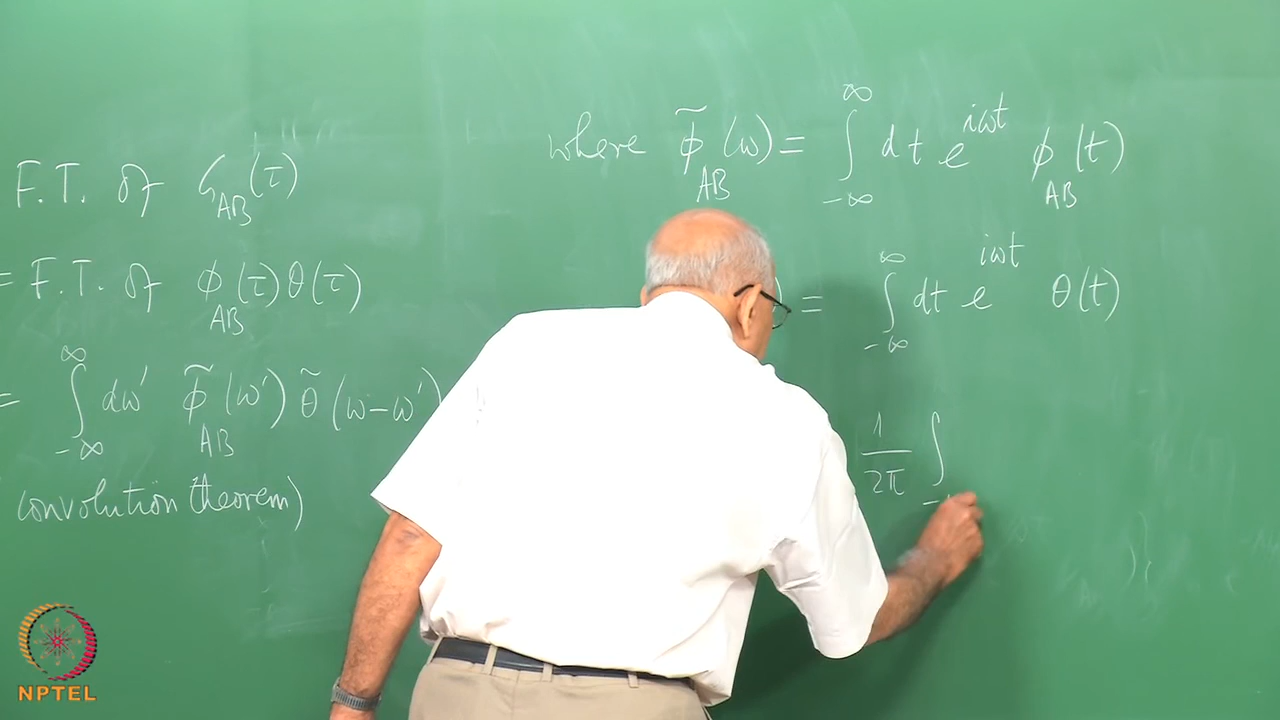 F.T. of G_AB(τ)
= F.T. of ϕ_AB(τ)θ(τ)
= ∫_{-∞}^{∞} dω' ϕ̃_AB(ω') θ̃(ω-ω')
convolution theorem)
where ϕ̃_AB(ω) = ∫_{-∞}^{∞} dt e^{iωt} ϕ_AB(t)
) = ∫_{-∞}^{∞} dt e^{iωt} θ(t)
1/2π ∫_-
NPTEL